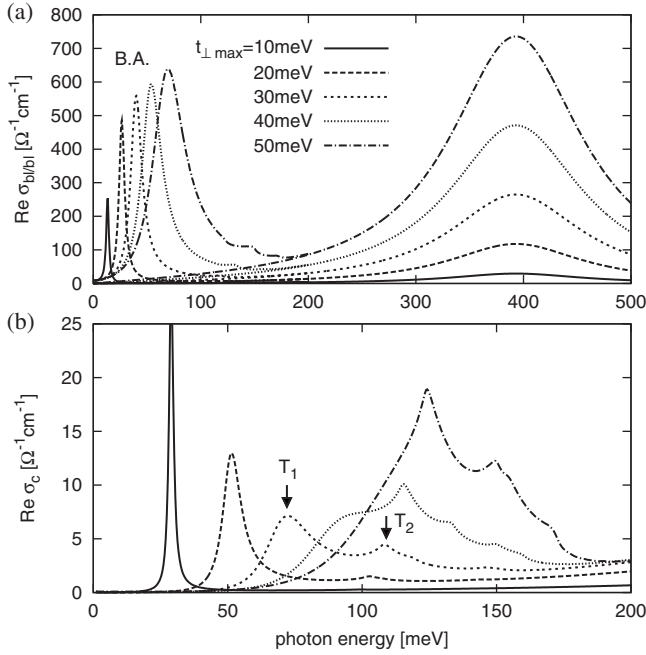 (a)
800
700
600
500
400
300
200
100
0
Re σbl/bl [Ω⁻¹cm⁻¹]
B.A.
t⊥ max=10meV
20meV
30meV
40meV
50meV
0 100 200 300 400 500
(b)
25
20
15
10
5
0
Re σc [Ω⁻¹cm⁻¹]
T₁
T₂
0 50 100 150 200
photon energy [meV]